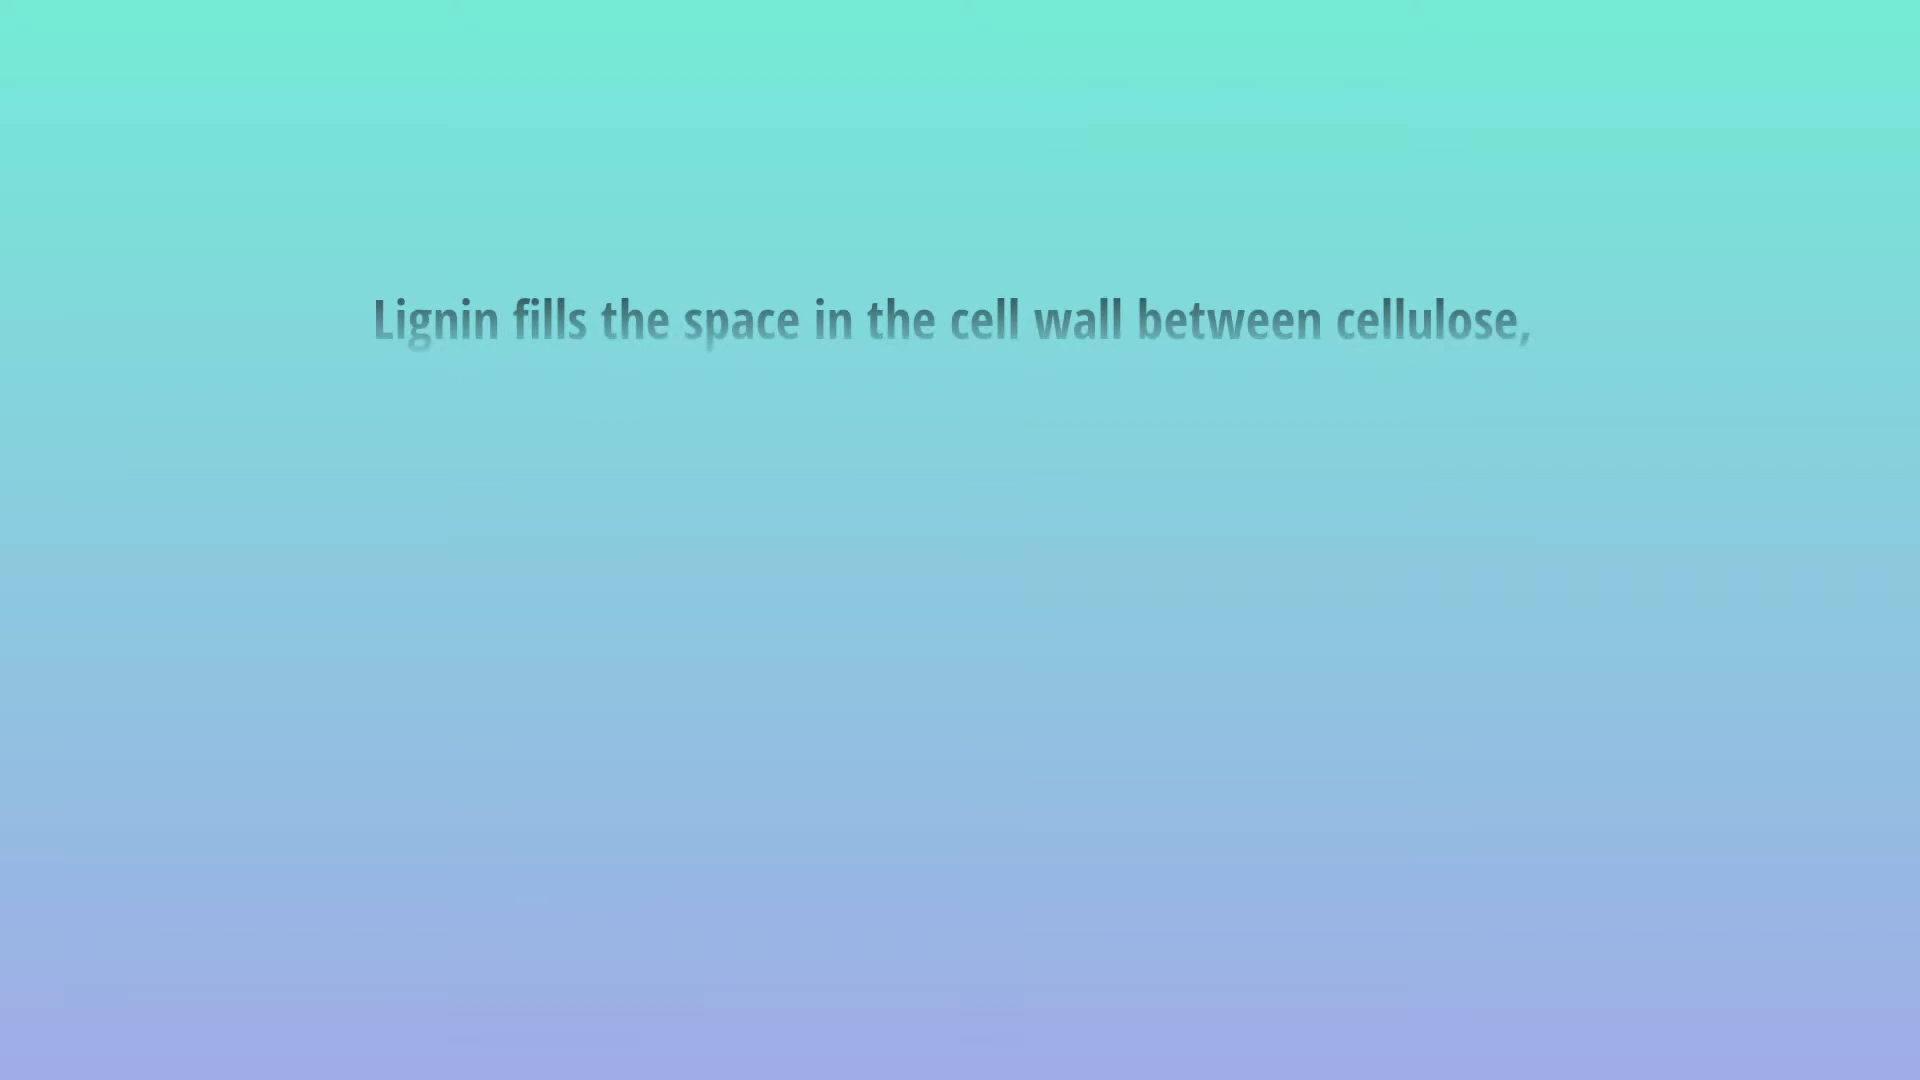 Lignin fills the space in the cell wall between cellulose,